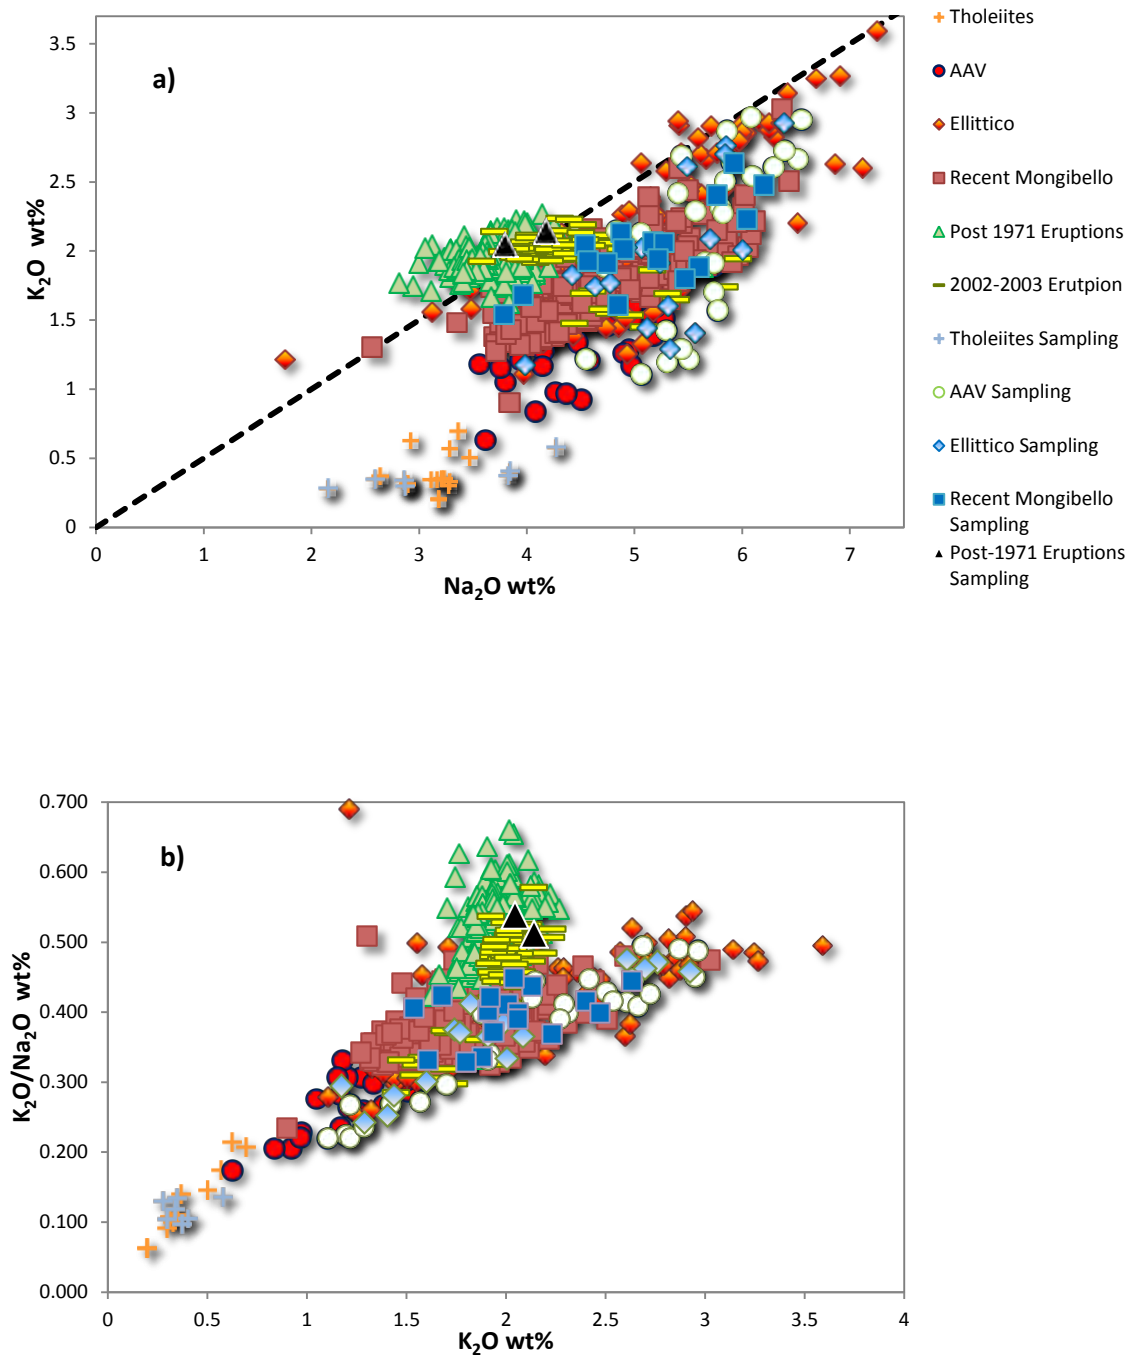 a)
3.5
3
2.5
2
1.5
1
0.5
0
K₂O wt%
0 1 2 3 4 5 6 7
Na₂O wt%
Tholeiites
AAV
Ellittico
Recent Mongibello
Post 1971 Eruptions
2002-2003 Erutpion
Tholeiites Sampling
AAV Sampling
Ellittico Sampling
Recent Mongibello
Sampling
Post-1971 Eruptions
Sampling
b)
0.700
0.600
0.500
0.400
0.300
0.200
0.100
0.000
K₂O/Na₂O wt%
0 0.5 1 1.5 2 2.5 3 3.5 4
K₂O wt%